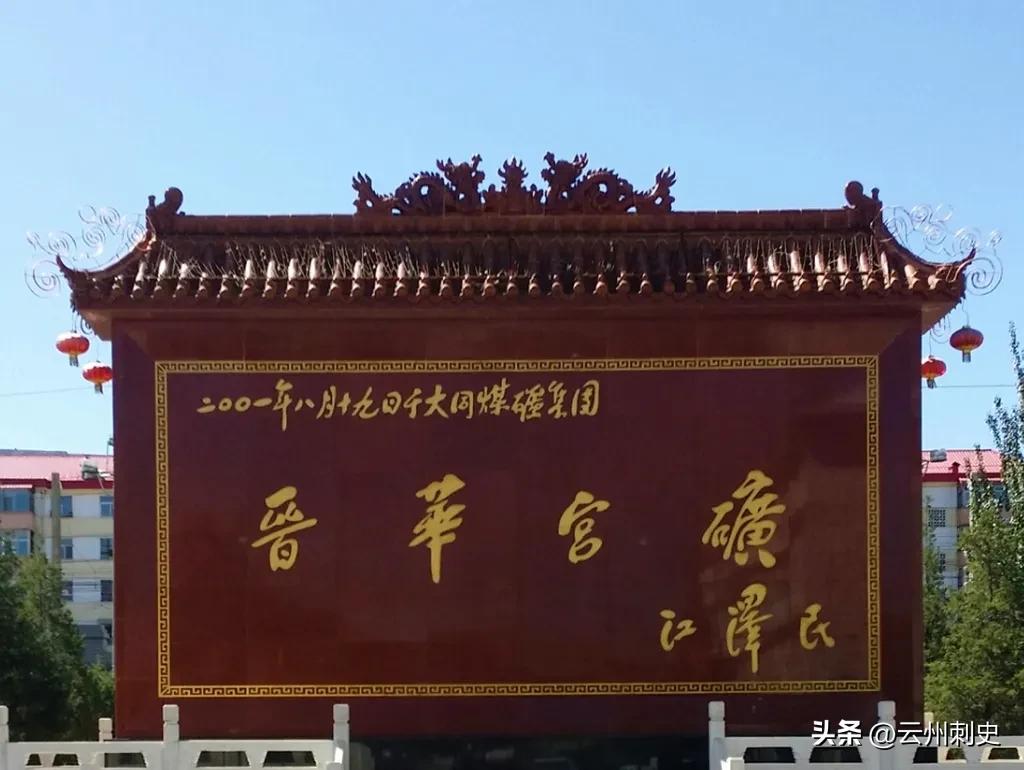 二〇〇一年八月十九日于大同煤礦集团
晋華宫礦
江澤民
头条@云州刺史